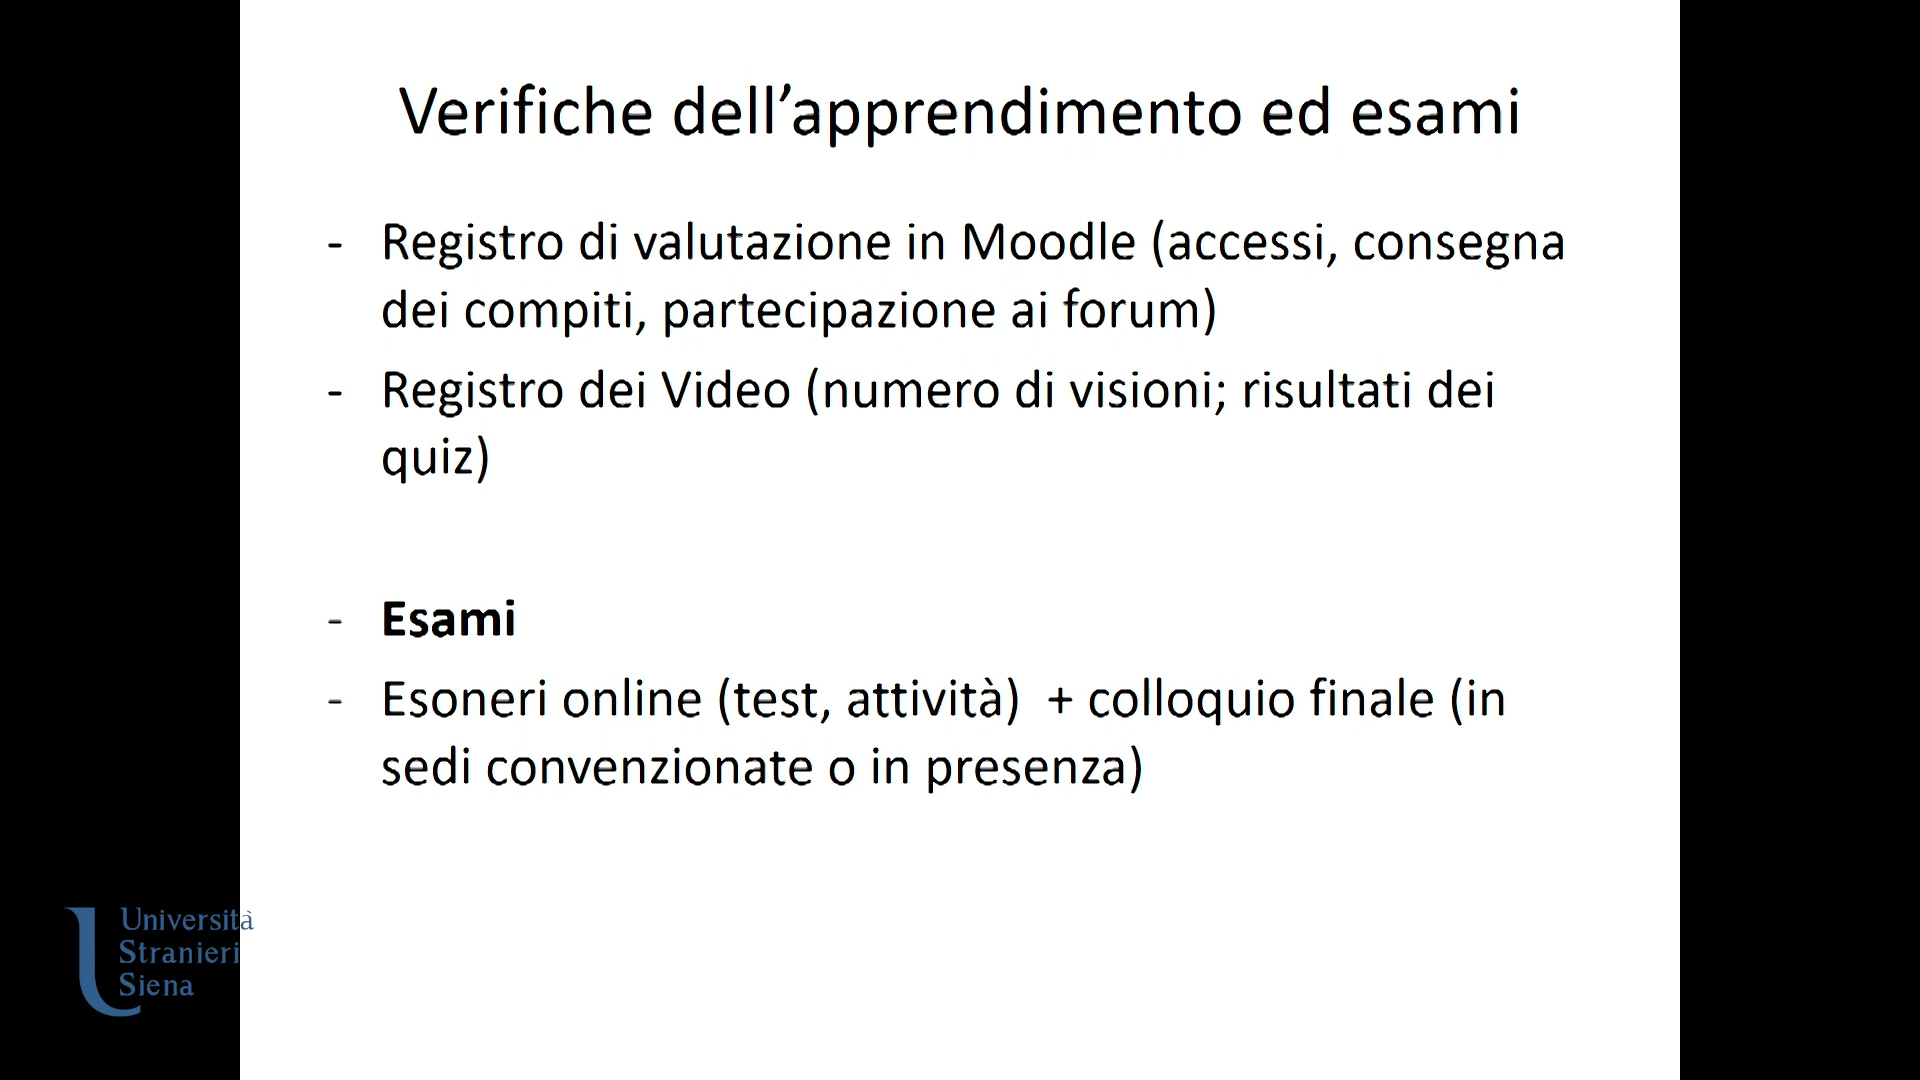 Verifiche dell’apprendimento ed esami
- Registro di valutazione in Moodle (accessi, consegna
dei compiti, partecipazione ai forum)
- Registro dei Video (numero di visioni; risultati dei
quiz)
- Esami
- Esoneri online (test, attività)  + colloquio finale (in
sedi convenzionate o in presenza)
Università
Stranieri
Siena